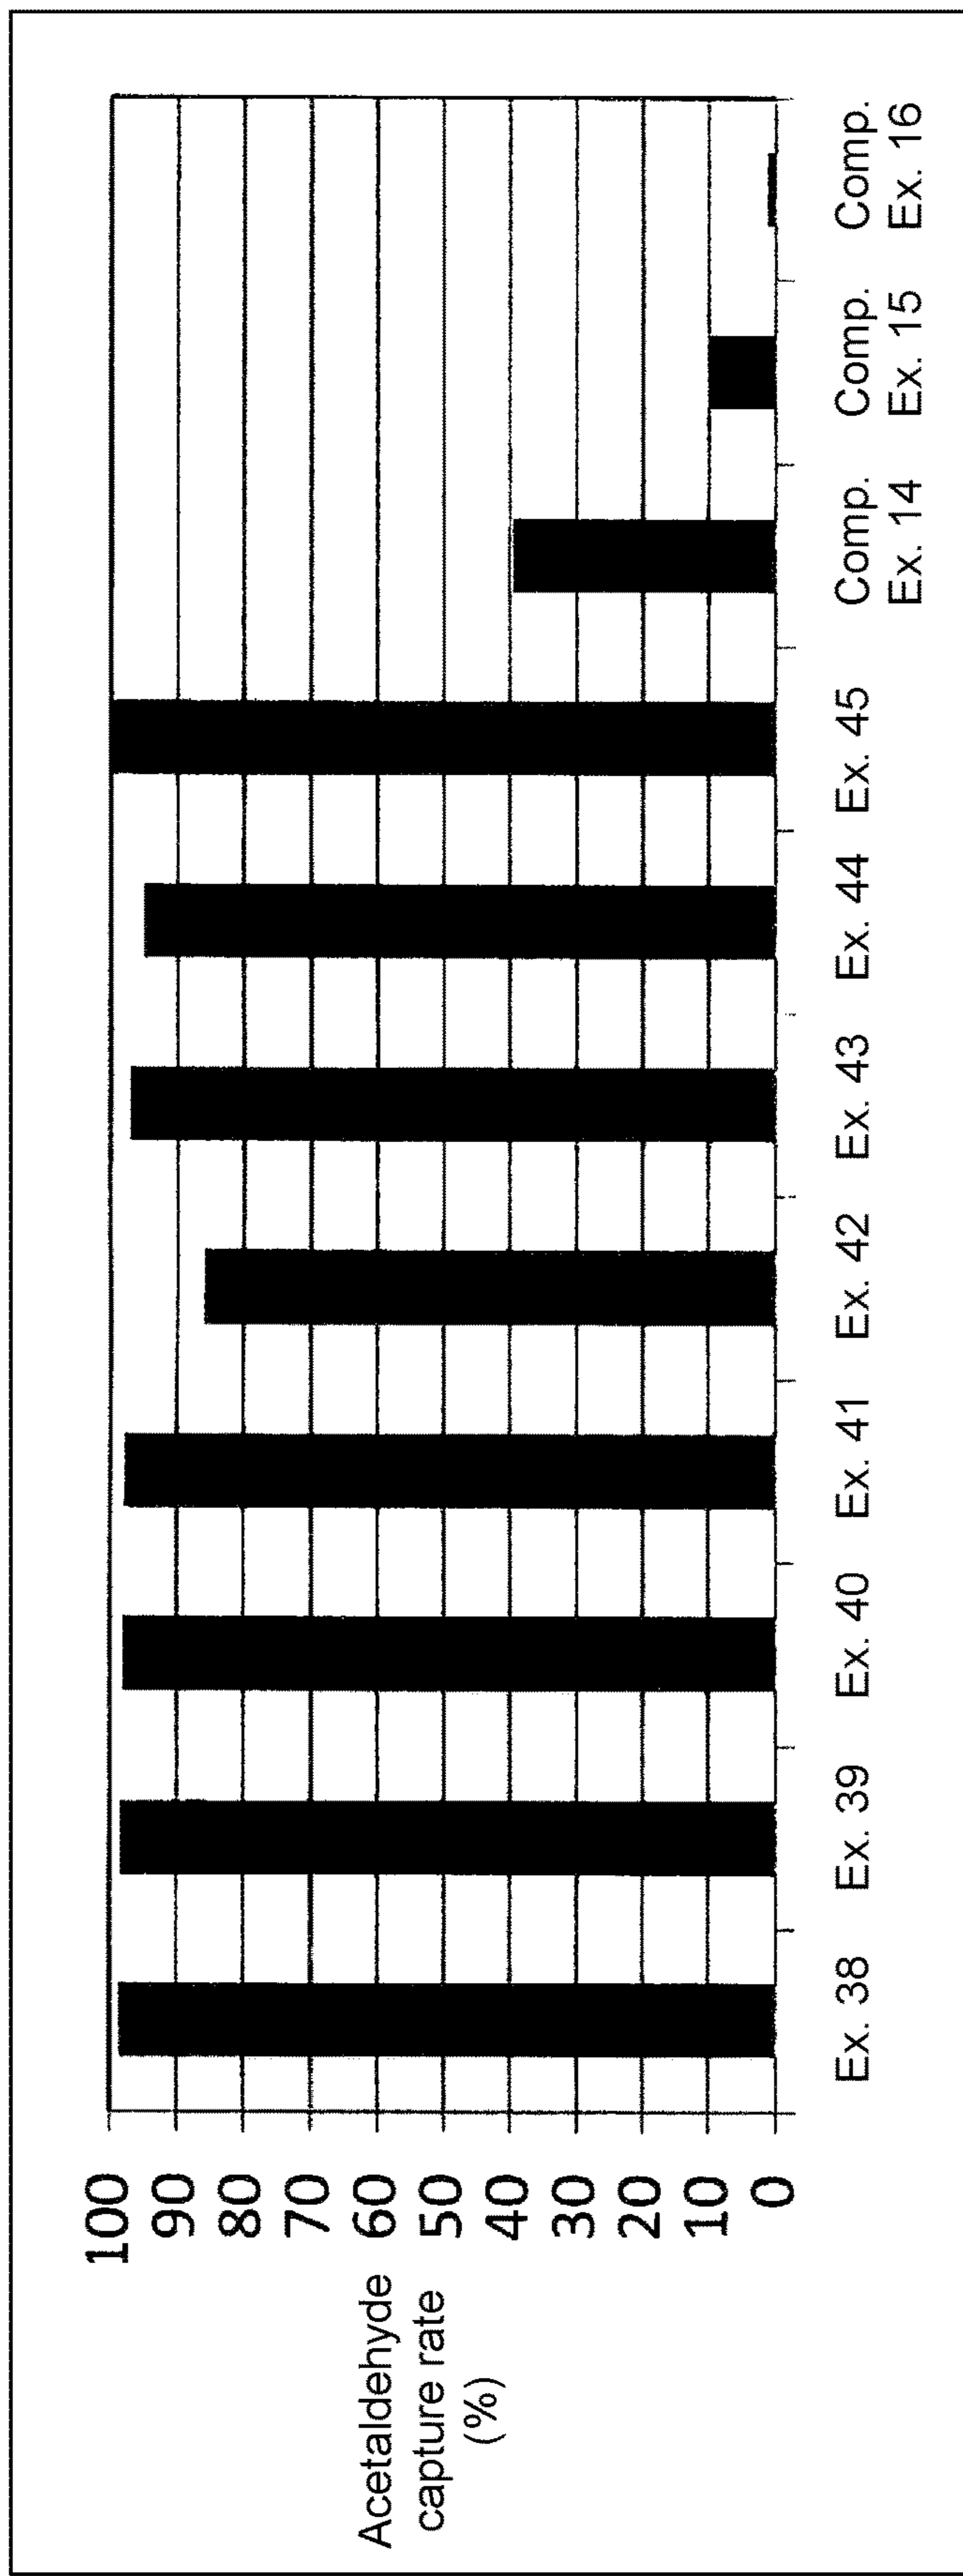 Acetaldehyde
capture rate
(%)
100
90
80
70
60
50
40
30
20
10
0
Ex. 38
Ex. 39
Ex. 40
Ex. 41
Ex. 42
Ex. 43
Ex. 44
Ex. 45
Comp.
Ex. 14
Comp.
Ex. 15
Comp.
Ex. 16